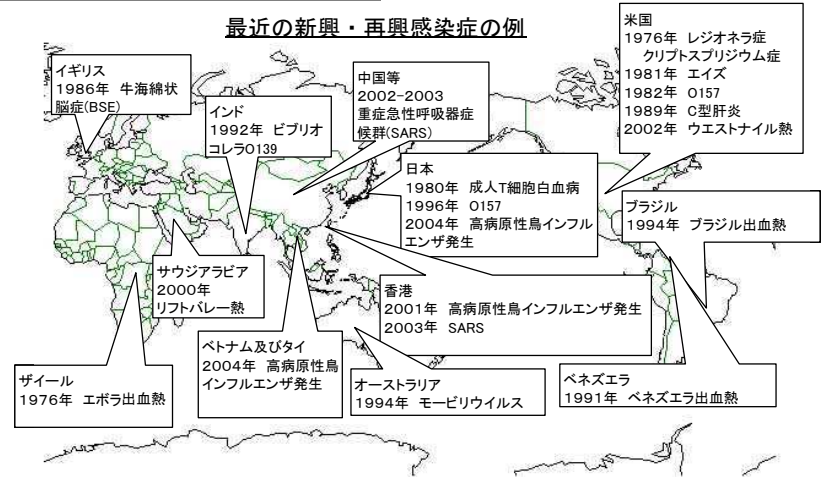 最近の新興・再興感染症の例
イギリス
1986年 牛海綿状
脳症(BSE)
インド
1992年 ビブリオ
コレラO139
中国等
2002-2003
重症急性呼吸器症
候群(SARS)
米国
1976年 レジオネラ症
クリプトスプリジウム症
1981年 エイズ
1982年 O157
1989年 C型肝炎
2002年 ウエストナイル熱
日本
1980年 成人T細胞白血病
1996年 O157
2004年 高病原性鳥インフル
エンザ発生
ブラジル
1994年 ブラジル出血熱
サウジアラビア
2000年
リフトバレー熱
香港
2001年 高病原性鳥インフルエンザ発生
2003年 SARS
ベトナム及びタイ
2004年 高病原性鳥
インフルエンザ発生
ザイール
1976年 エボラ出血熱
オーストラリア
1994年 モービリウイルス
ベネズエラ
1991年 ベネズエラ出血熱